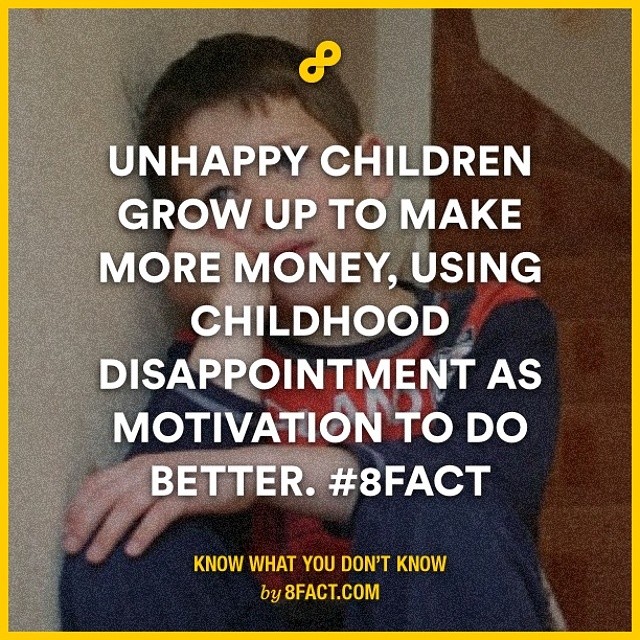 UNHAPPY CHILDREN
GROW UP TO MAKE
MORE MONEY, USING
CHILDHOOD
DISAPPOINTMENT AS
MOTIVATION TO DO
BETTER. #8FACT
KNOW WHAT YOU DON'T KNOW
by 8FACT.COM